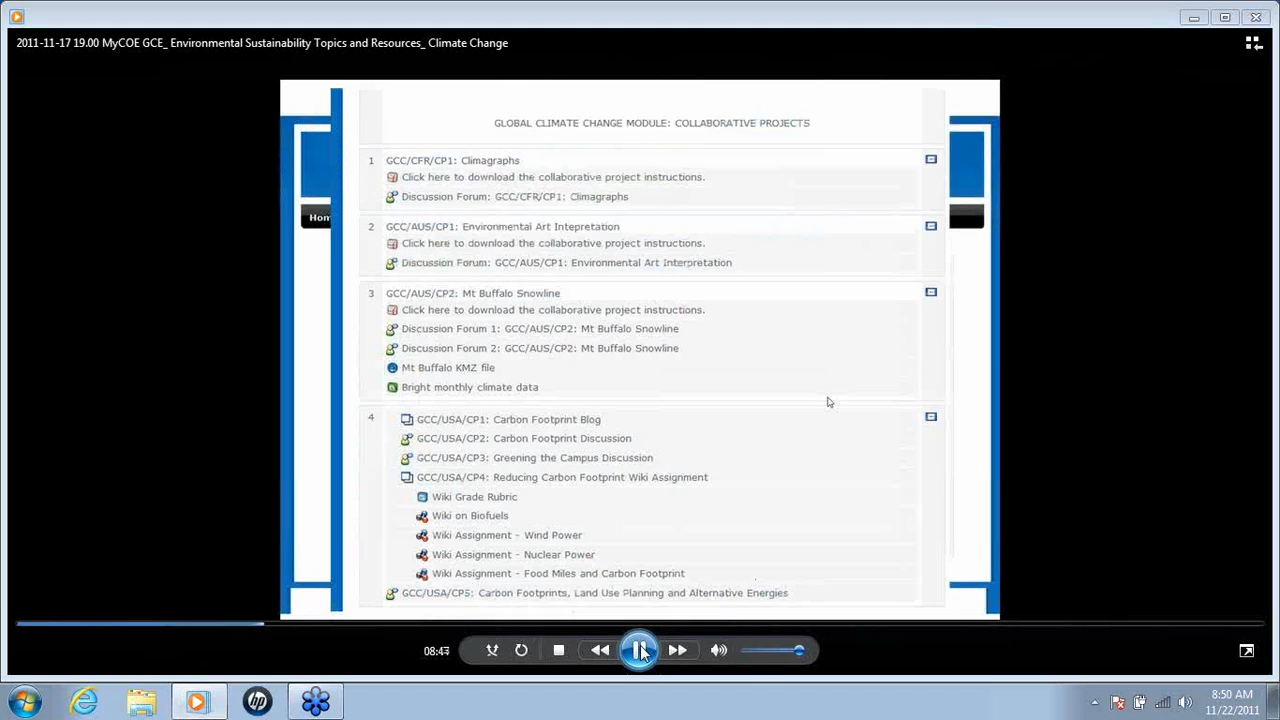 2011-11-17 19.00 MyCOE GCE_ Environmental Sustainability Topics and Resources_ Climate Change
GLOBAL CLIMATE CHANGE MODULE: COLLABORATIVE PROJECTS
1 GCC/CFR/CP1: Climagraphs
Click here to download the collaborative project instructions.
Discussion Forum: GCC/CFR/CP1: Climagraphs
Hom
2 GCC/AUS/CP1: Environmental Art Intepretation
Click here to download the collaborative project instructions.
Discussion Forum: GCC/AUS/CP1: Environmental Art Interpretation
3 GCC/AUS/CP2: Mt Buffalo Snowline
Click here to download the collaborative project instructions.
Discussion Forum 1: GCC/AUS/CP2: Mt Buffalo Snowline
Discussion Forum 2: GCC/AUS/CP2: Mt Buffalo Snowline
Mt Buffalo KMZ file
Bright monthly climate data
4 GCC/USA/CP1: Carbon Footprint Blog
GCC/USA/CP2: Carbon Footprint Discussion
GCC/USA/CP3: Greening the Campus Discussion
GCC/USA/CP4: Reducing Carbon Footprint Wiki Assignment
Wiki Grade Rubric
Wiki on Biofuels
Wiki Assignment - Wind Power
Wiki Assignment - Nuclear Power
Wiki Assignment - Food Miles and Carbon Footprint
GCC/USA/CP5: Carbon Footprints, Land Use Planning and Alternative Energies
hp
8:50 AM
11/22/2011